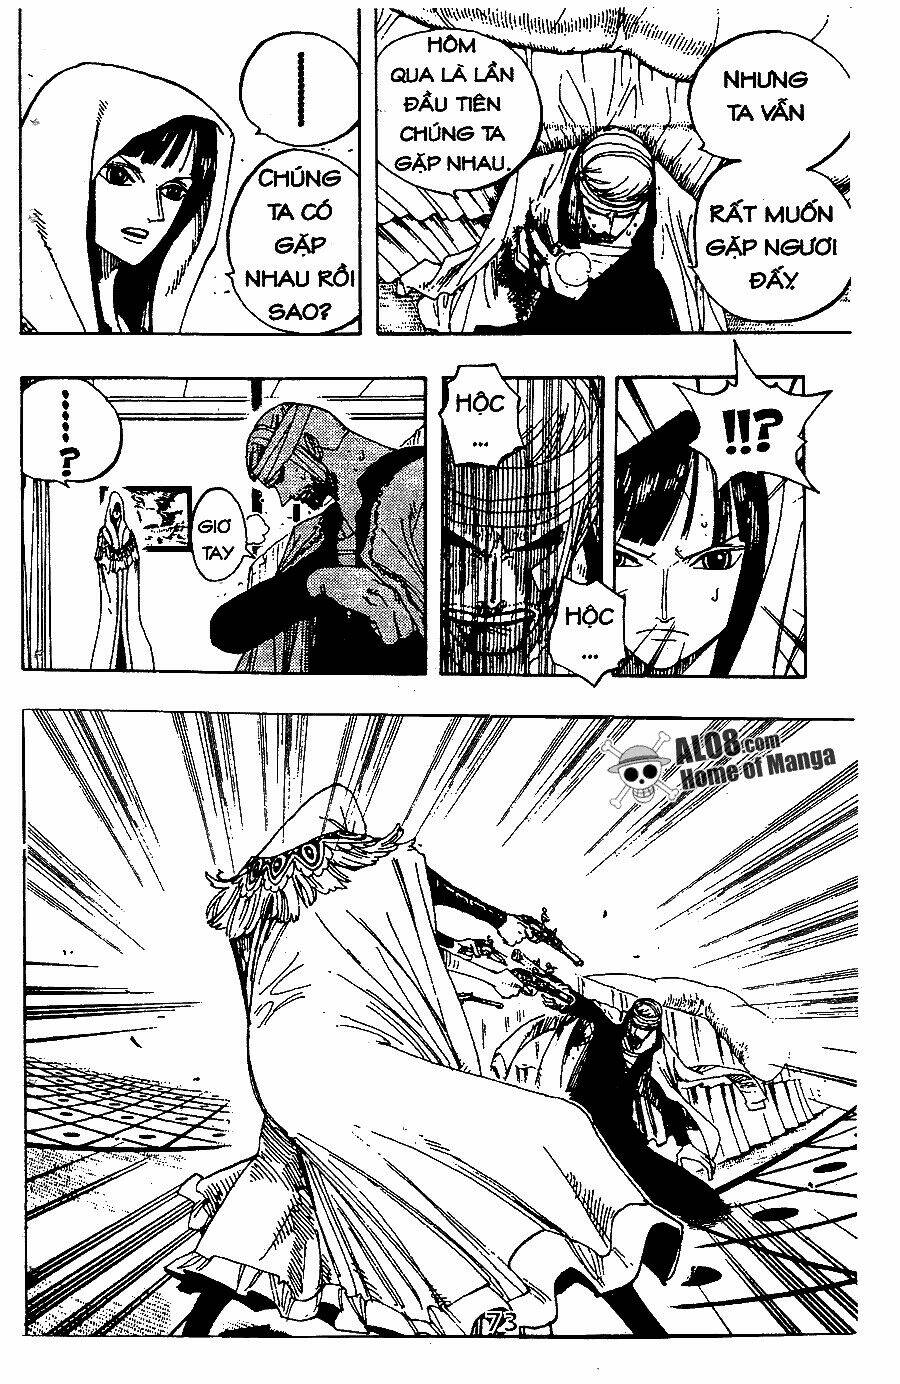 NHƯNG
TA VẪN
RẤT MUỐN
GẶP NGƯƠI
ĐẤY.
HÔM
QUA LÀ LẦN
ĐẦU TIÊN
CHÚNG TA
GẶP NHAU.
CHÚNG
TA CÓ
GẶP
NHAU RỒI
SAO?
!!?
HỘC
...
HỘC
...
GIƠ
TAY
......?
AL08.com
Home of Manga
173